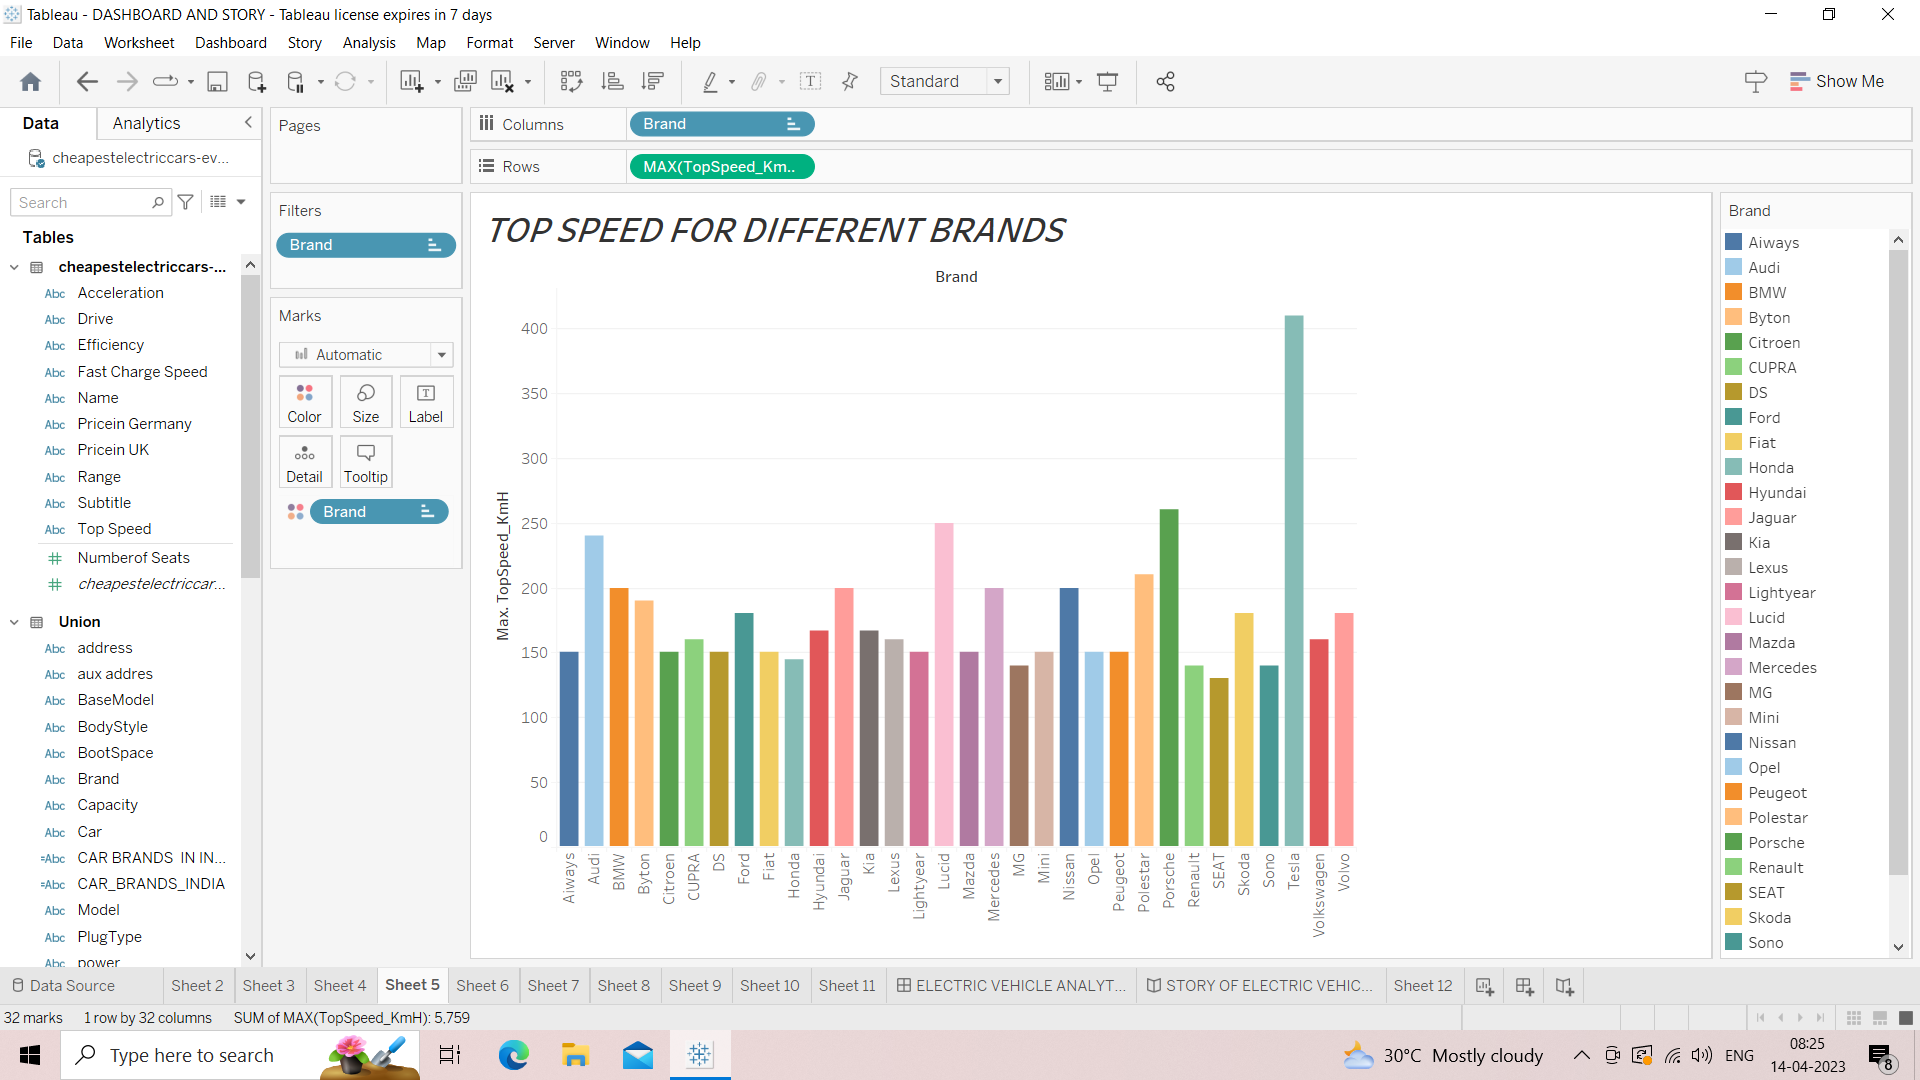 Tableau - DASHBOARD AND STORY - Tableau license expires in 7 days
File Data Worksheet Dashboard Story Analysis Map Format Server Window Help
Standard
Show Me
Data Analytics
cheapestelectriccars-ev...
Search
Tables
cheapestelectriccars-...
Abc Acceleration
Abc Drive
Abc Efficiency
Abc Fast Charge Speed
Abc Name
Abc Pricein Germany
Abc Pricein UK
Abc Range
Abc Subtitle
Abc Top Speed
Numberof Seats
cheapestelectriccar...
Union
Abc address
Abc aux addres
Abc BaseModel
Abc BodyStyle
Abc BootSpace
Abc Brand
Abc Capacity
Abc Car
=Abc CAR BRANDS IN IN...
=Abc CAR_BRANDS_INDIA
Abc Model
Abc PlugType
Abc power
Pages
Filters
Brand
Marks
Automatic
Color Size Label
Detail Tooltip
Brand
Columns Brand
Rows MAX(TopSpeed_Km..
TOP SPEED FOR DIFFERENT BRANDS
Brand
Max. TopSpeed_KmH
400
350
300
250
200
150
100
50
0
Aiways
Audi
BMW
Byton
Citroen
CUPRA
DS
Ford
Fiat
Honda
Hyundai
Jaguar
Kia
Lexus
Lightyear
Lucid
Mazda
Mercedes
MG
Mini
Nissan
Opel
Peugeot
Polestar
Porsche
Renault
SEAT
Skoda
Sono
Tesla
Volkswagen
Volvo
Brand
Aiways
Audi
BMW
Byton
Citroen
CUPRA
DS
Ford
Fiat
Honda
Hyundai
Jaguar
Kia
Lexus
Lightyear
Lucid
Mazda
Mercedes
MG
Mini
Nissan
Opel
Peugeot
Polestar
Porsche
Renault
SEAT
Skoda
Sono
Data Source Sheet 2 Sheet 3 Sheet 4 Sheet 5 Sheet 6 Sheet 7 Sheet 8 Sheet 9 Sheet 10 Sheet 11 ELECTRIC VEHICLE ANALYT... STORY OF ELECTRIC VEHIC... Sheet 12
32 marks 1 row by 32 columns SUM of MAX(TopSpeed_KmH): 5,759
Type here to search
30°C Mostly cloudy
ENG
08:25
14-04-2023
8